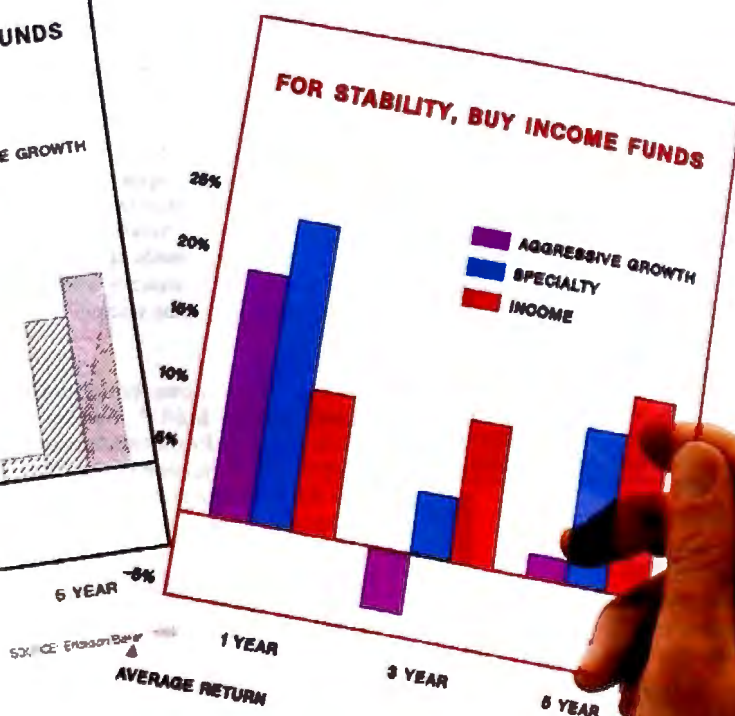 UNDS
E GROWTH
5 YEAR
FOR STABILITY, BUY INCOME FUNDS
25%
20%
15%
10%
5%
-5%
AGGRESSIVE GROWTH
SPECIALTY
INCOME
1 YEAR
3 YEAR
5 YEAR
AVERAGE RETURN